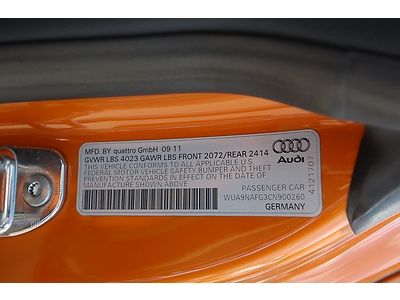 MFD BY quattro GmbH 09 11
GVWR LBS 4023 GAWR LBS FRONT 2072/REAR 2414
THIS VEHICLE CONFORMS TO ALL APPLICABLE U.S.
FEDERAL MOTOR VEHICLE SAFETY,BUMPER AND THEFT
PREVENTION STANDARDS IN EFFECT ON THE DATE OF
MANUFACTURE SHOWN ABOVE.
Audi
4121707
PASSENGER CAR
WUA9NAFG3CN900260
GERMANY